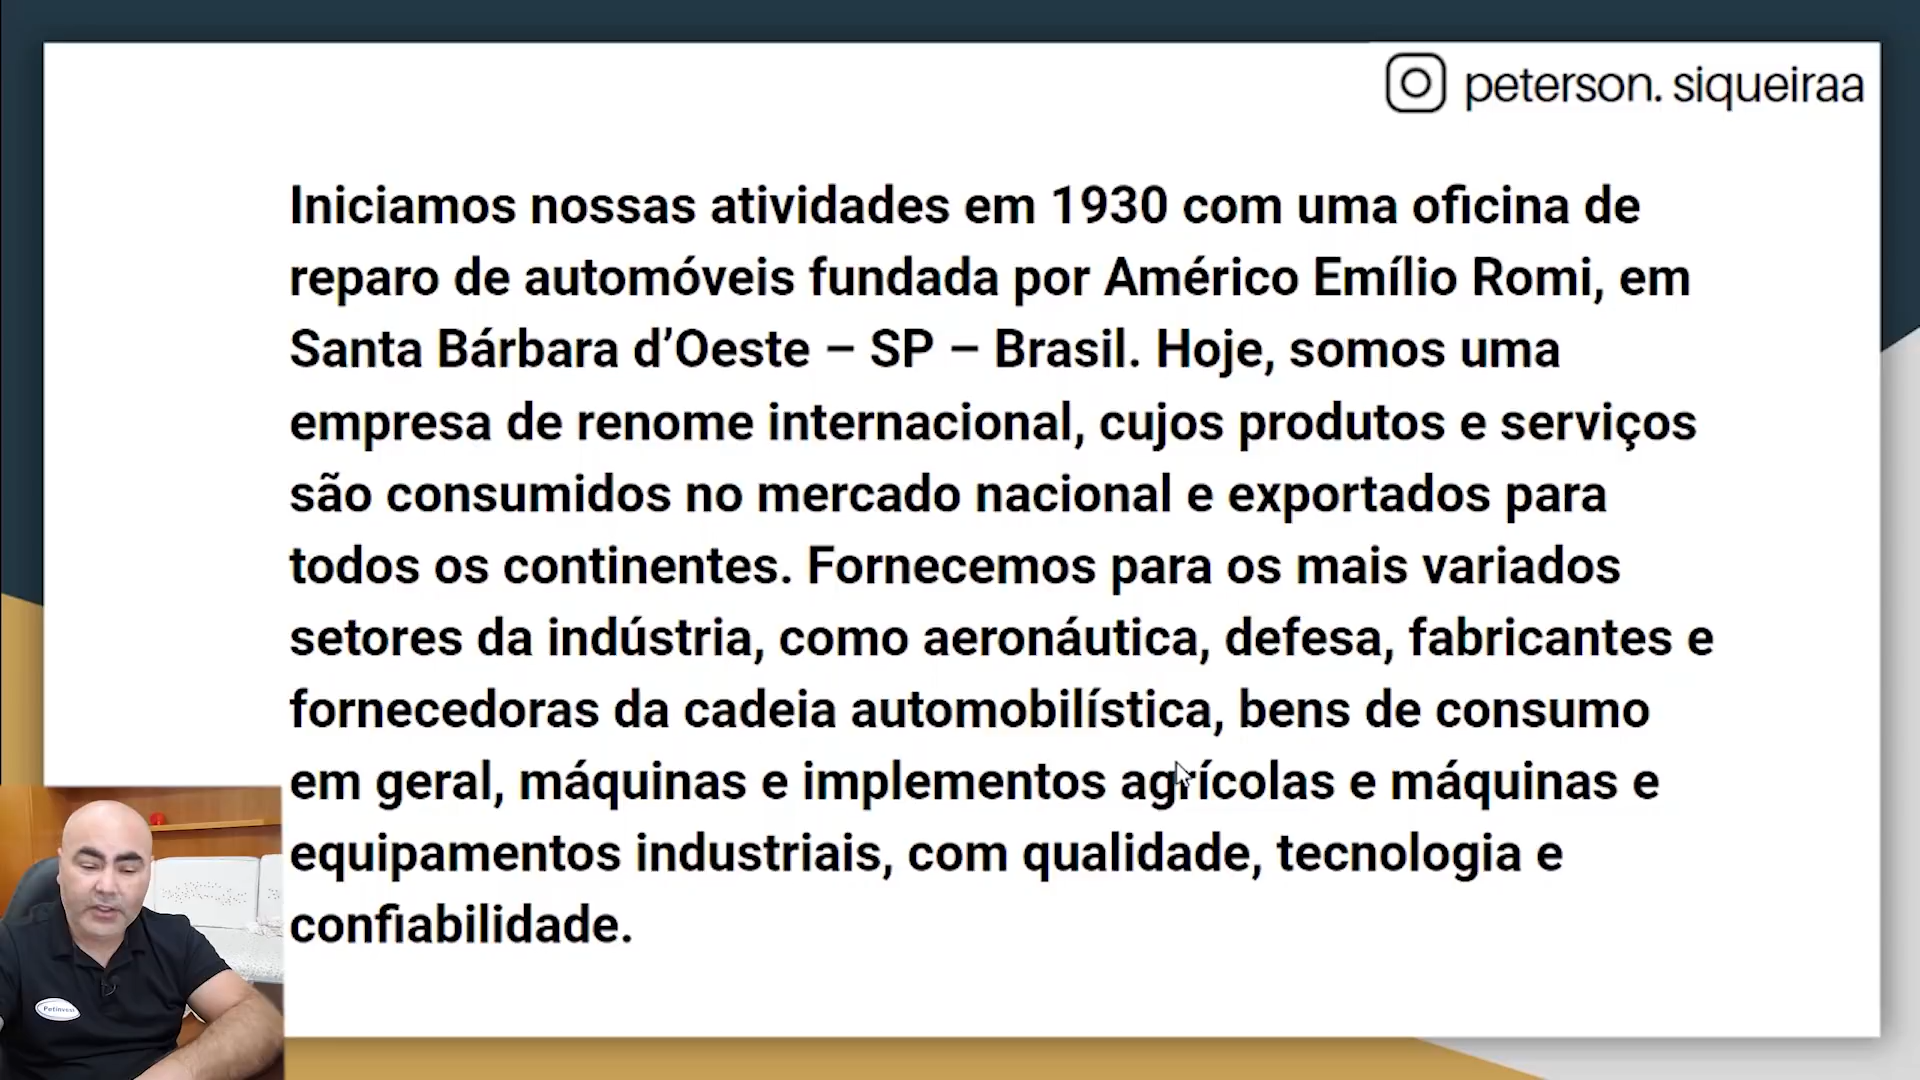 peterson. siqueiraa
Iniciamos nossas atividades em 1930 com uma oficina de
reparo de automóveis fundada por Américo Emílio Romi, em
Santa Bárbara d’Oeste – SP – Brasil. Hoje, somos uma
empresa de renome internacional, cujos produtos e serviços
são consumidos no mercado nacional e exportados para
todos os continentes. Fornecemos para os mais variados
setores da indústria, como aeronáutica, defesa, fabricantes e
fornecedoras da cadeia automobilística, bens de consumo
em geral, máquinas e implementos agrícolas e máquinas e
equipamentos industriais, com qualidade, tecnologia e
confiabilidade.
Petinvest